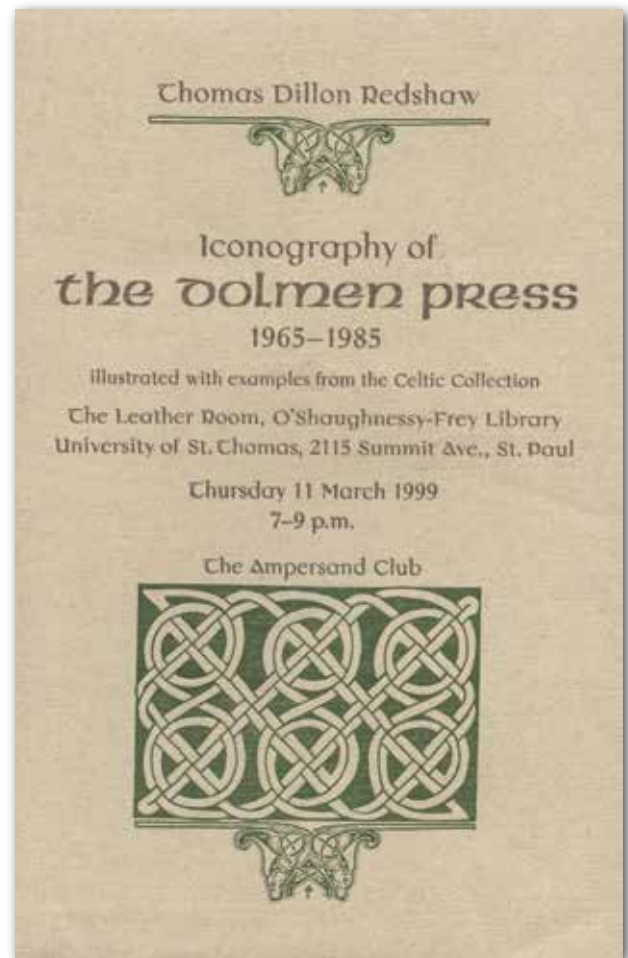 Thomas Dillon Redshaw
Iconography of
the dolmen press
1965–1985
illustrated with examples from the Celtic Collection
The Leather Room, O'Shaughnessy-Frey Library
University of St. Thomas, 2115 Summit Ave., St. Paul
Thursday 11 March 1999
7–9 p.m.
The Ampersand Club